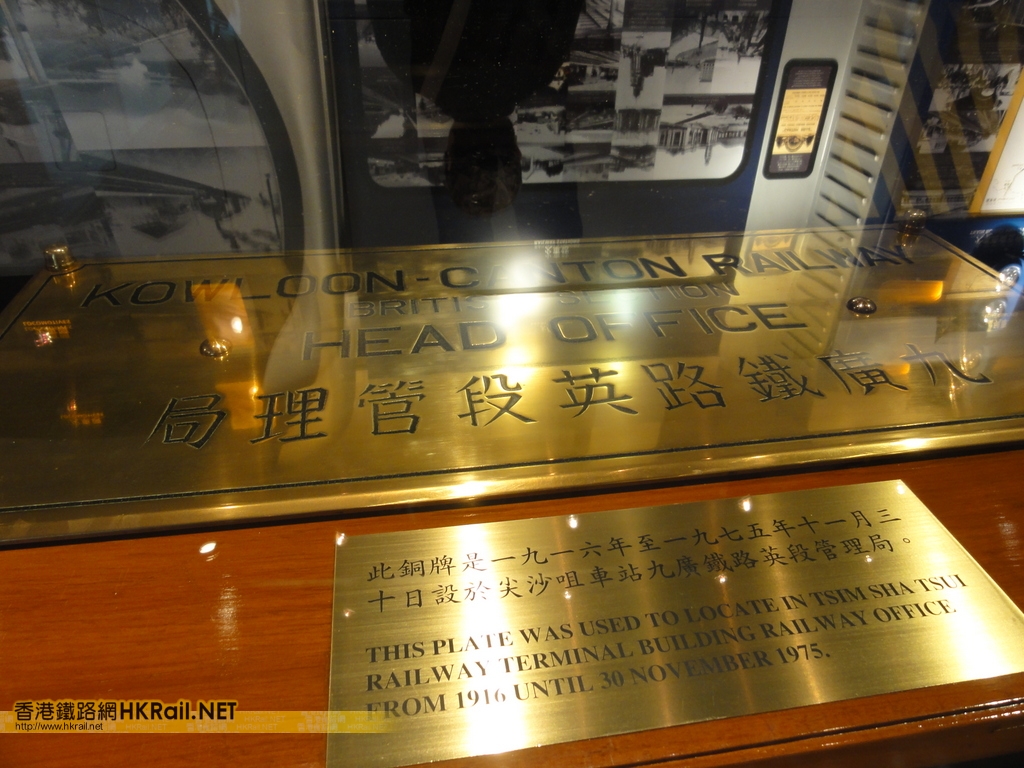 KOWLOON-CANTON RAILWAY
BRITISH SECTION
HEAD OFFICE
局理管段英路鐵廣九
此銅牌是一九一六年至一九七五年十一月三
十日設於尖沙咀車站九廣鐵路英段管理局。
THIS PLATE WAS USED TO LOCATE IN TSIM SHA TSUI
RAILWAY TERMINAL BUILDING RAILWAY OFFICE
FROM 1916 UNTIL 30 NOVEMBER 1975.
香港鐵路網HKRail.NET
http://www.hkrail.net